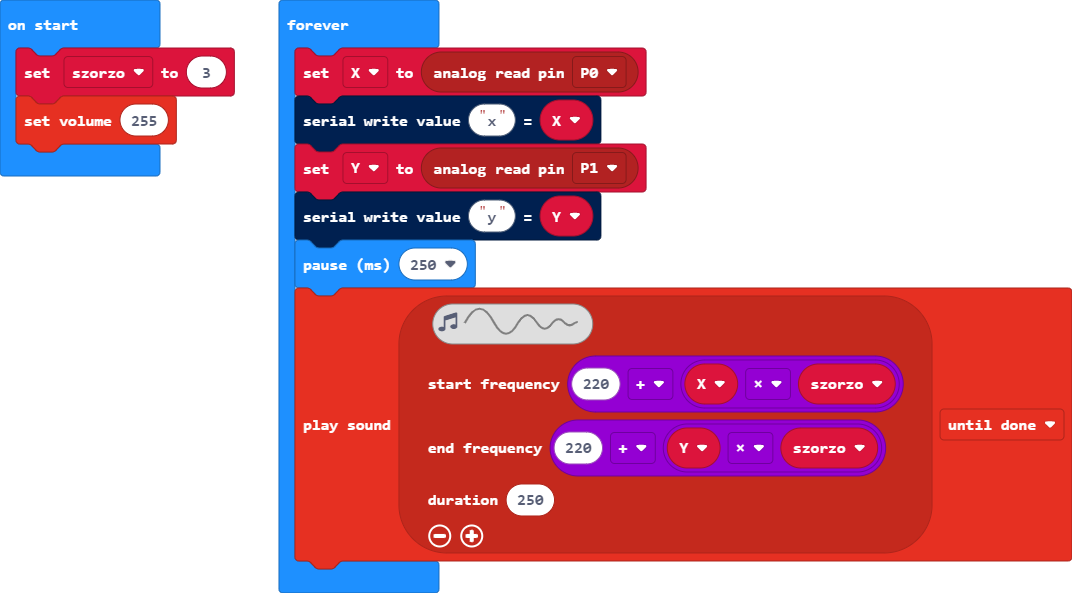 on start
set szorzo to 3
set volume 255
forever
set X to analog read pin P0
serial write value "x" = X
set Y to analog read pin P1
serial write value "y" = Y
pause (ms) 250
start frequency 220 + X × szorzo
play sound until done
end frequency 220 + Y × szorzo
duration 250